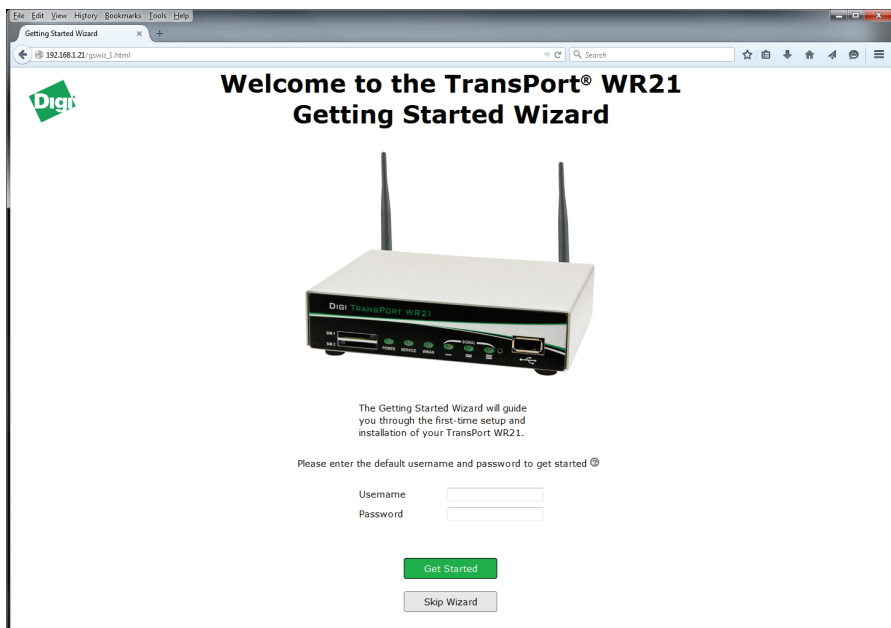 File Edit View History Bookmarks Tools Help
Getting Started Wizard
192.168.1.21/gswiz_1.html
Search
Digi
Welcome to the TransPort® WR21
Getting Started Wizard
DIGI TRANSPORT WR21
SIM 1
SIM 2
POWER SERVICE WWAN
SIGNAL
The Getting Started Wizard will guide
you through the first-time setup and
installation of your TransPort WR21.
Please enter the default username and password to get started ?
Username
Password
Get Started
Skip Wizard